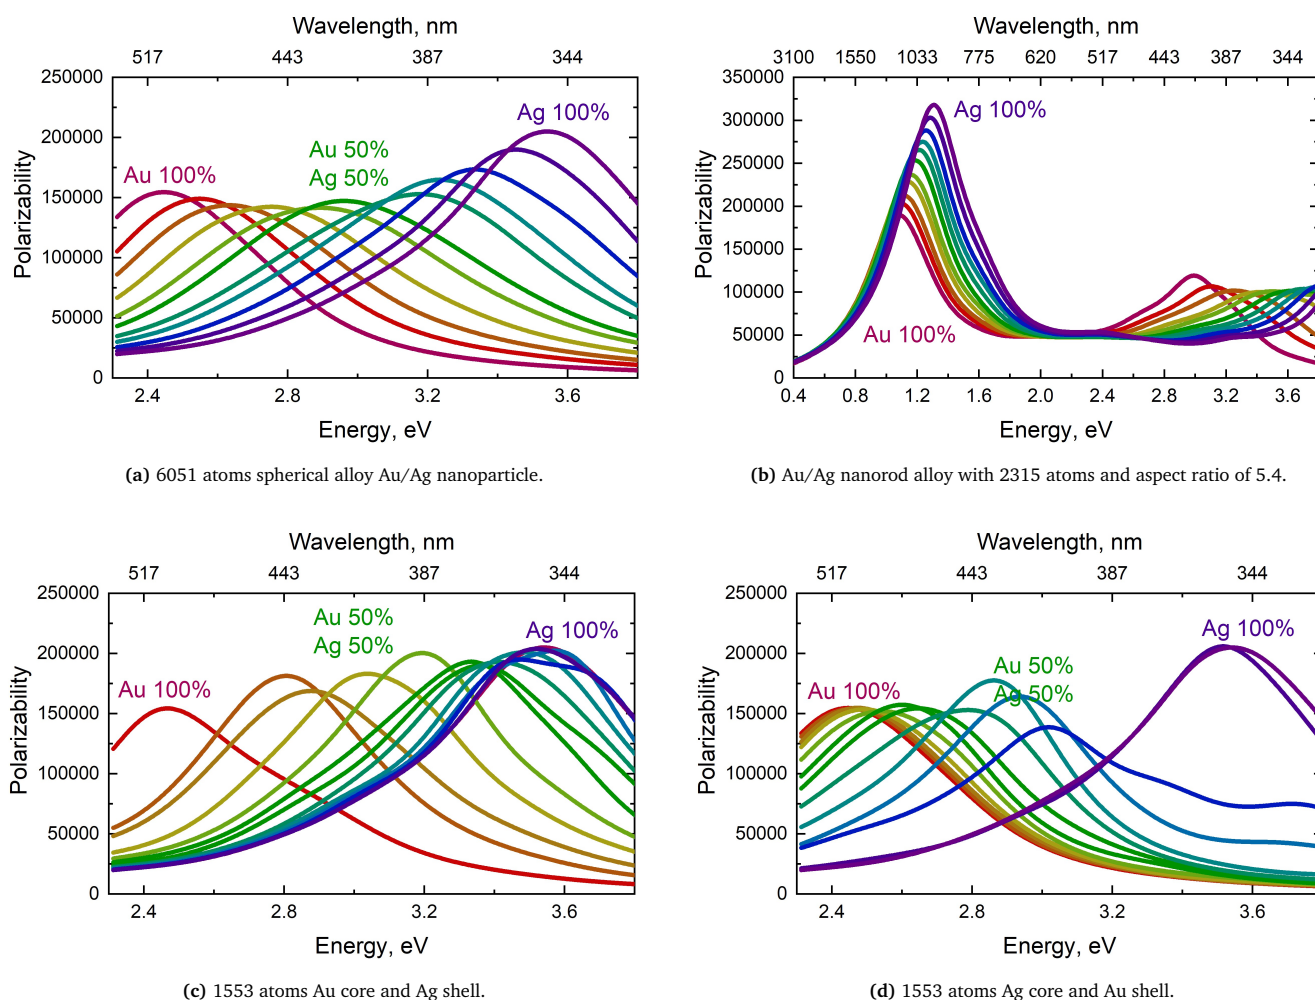 Wavelength, nm
517 443 387 344
250000
200000
150000
100000
50000
0
Polarizability
Au 100%
Au 50%
Ag 50%
Ag 100%
2.4 2.8 3.2 3.6
Energy, eV
(a) 6051 atoms spherical alloy Au/Ag nanoparticle.
Wavelength, nm
3100 1550 1033 775 620 517 443 387 344
350000
300000
250000
200000
150000
100000
50000
0
Polarizability
Ag 100%
Au 100%
0.4 0.8 1.2 1.6 2.0 2.4 2.8 3.2 3.6
Energy, eV
(b) Au/Ag nanorod alloy with 2315 atoms and aspect ratio of 5.4.
Wavelength, nm
517 443 387 344
250000
200000
150000
100000
50000
0
Polarizability
Au 100%
Au 50%
Ag 50%
Ag 100%
2.4 2.8 3.2 3.6
Energy, eV
(c) 1553 atoms Au core and Ag shell.
Wavelength, nm
517 443 387 344
250000
200000
150000
100000
50000
0
Polarizability
Au 100%
Au 50%
Ag 50%
Ag 100%
2.4 2.8 3.2 3.6
Energy, eV
(d) 1553 atoms Ag core and Au shell.